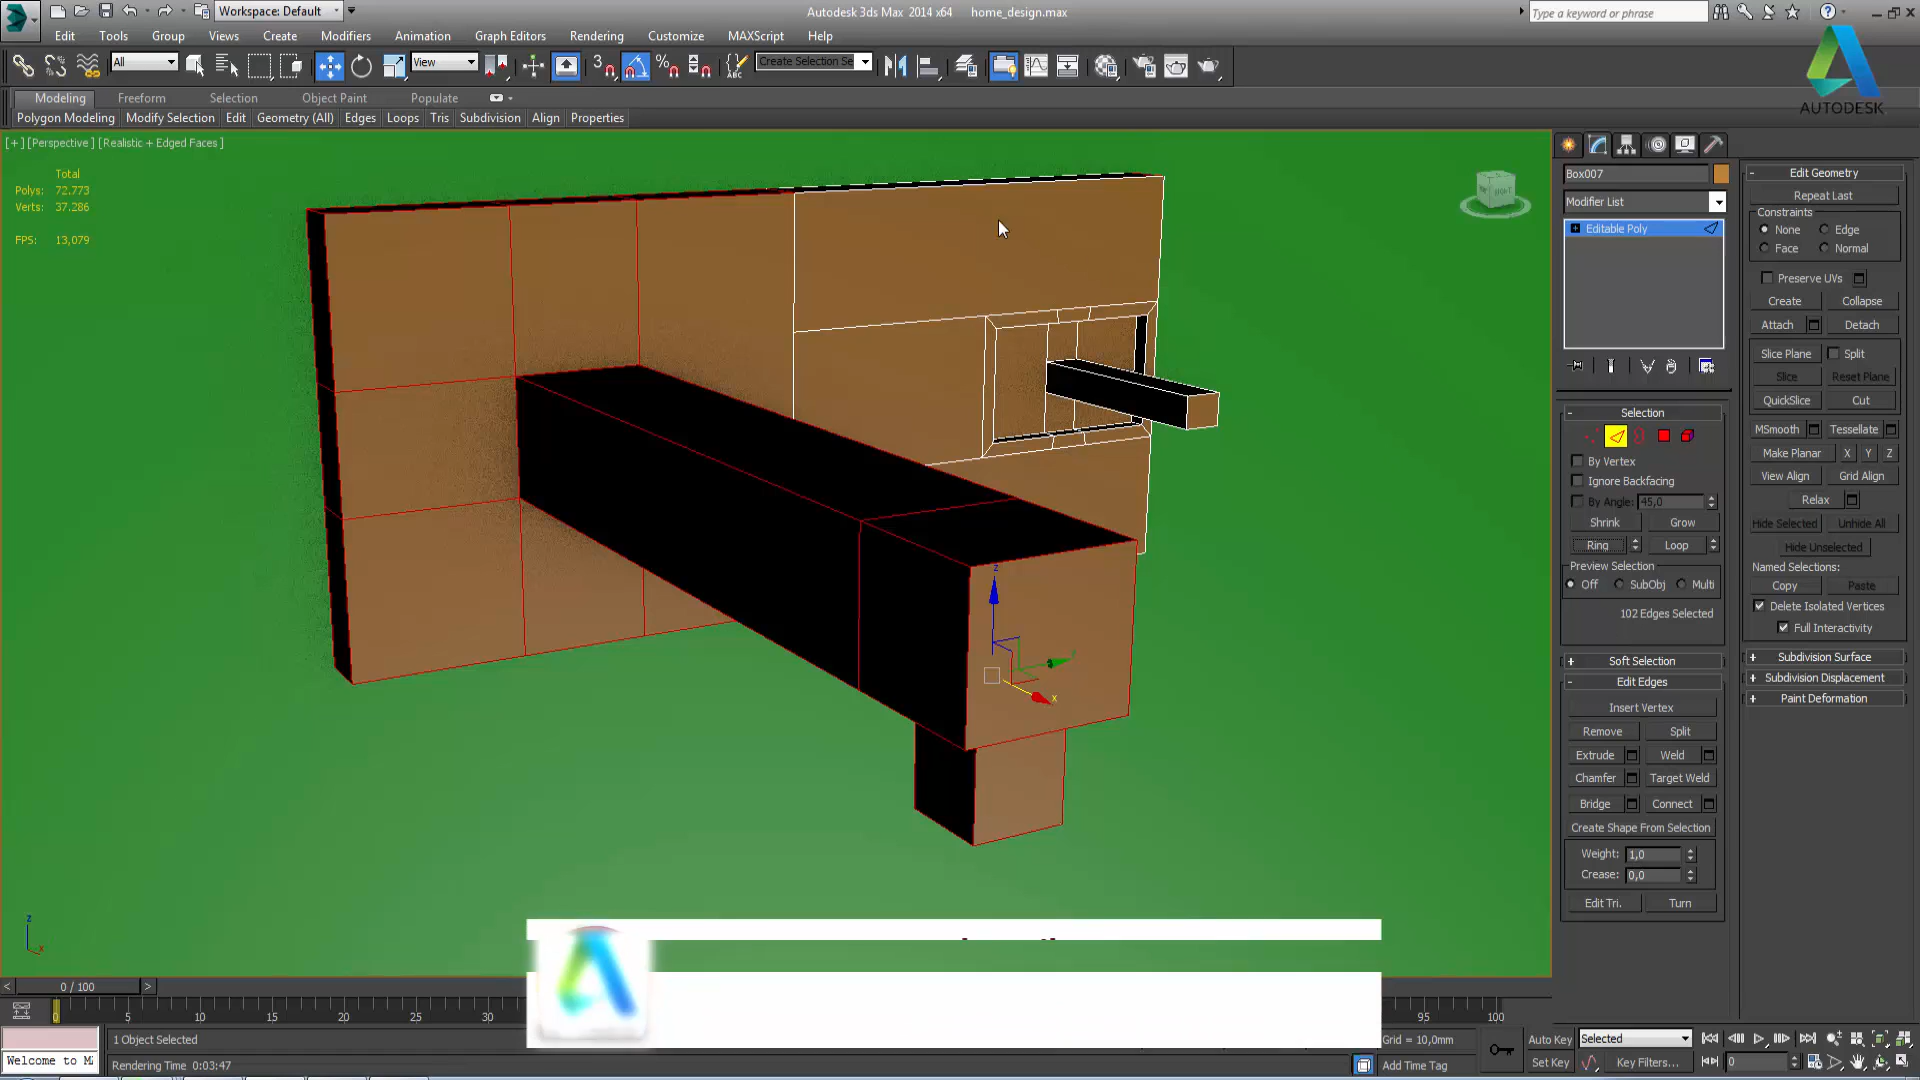 Workspace: Default
Autodesk 3ds Max 2014 x64 home_design.max
Type a keyword or phrase
Edit Tools Group Views Create Modifiers Animation Graph Editors Rendering Customize MAXScript Help
All View Create Selection Se
AUTODESK
Modeling Freeform Selection Object Paint Populate
Polygon Modeling Modify Selection Edit Geometry (All) Edges Loops Tris Subdivision Align Properties
[+] [Perspective] [Realistic + Edged Faces]
Total
Polys: 72.773
Verts: 37.286
FPS: 13,079
Box007
Modifier List
Editable Poly
Selection
By Vertex
Ignore Backfacing
By Angle: 45,0
Shrink Grow
Ring Loop
Preview Selection
Off SubObj Multi
102 Edges Selected
Soft Selection
Edit Edges
Insert Vertex
Remove Split
Extrude Weld
Chamfer Target Weld
Bridge Connect
Create Shape From Selection
Weight: 1,0
Crease: 0,0
Edit Tri. Turn
Edit Geometry
Repeat Last
Constraints
None Edge
Face Normal
Preserve UVs
Create Collapse
Attach Detach
Slice Plane Split
Slice Reset Plane
QuickSlice Cut
MSmooth Tessellate
Make Planar X Y Z
View Align Grid Align
Relax
Hide Selected Unhide All
Hide Unselected
Named Selections:
Copy Paste
Delete Isolated Vertices
Full Interactivity
Subdivision Surface
Subdivision Displacement
Paint Deformation
z
x
z
x
0 / 100
0 5 10 15 20 25 30 95 100
1 Object Selected
Welcome to M
Rendering Time 0:03:47
Grid = 10,0mm
Add Time Tag
Auto Key Selected
Set Key Key Filters...
0